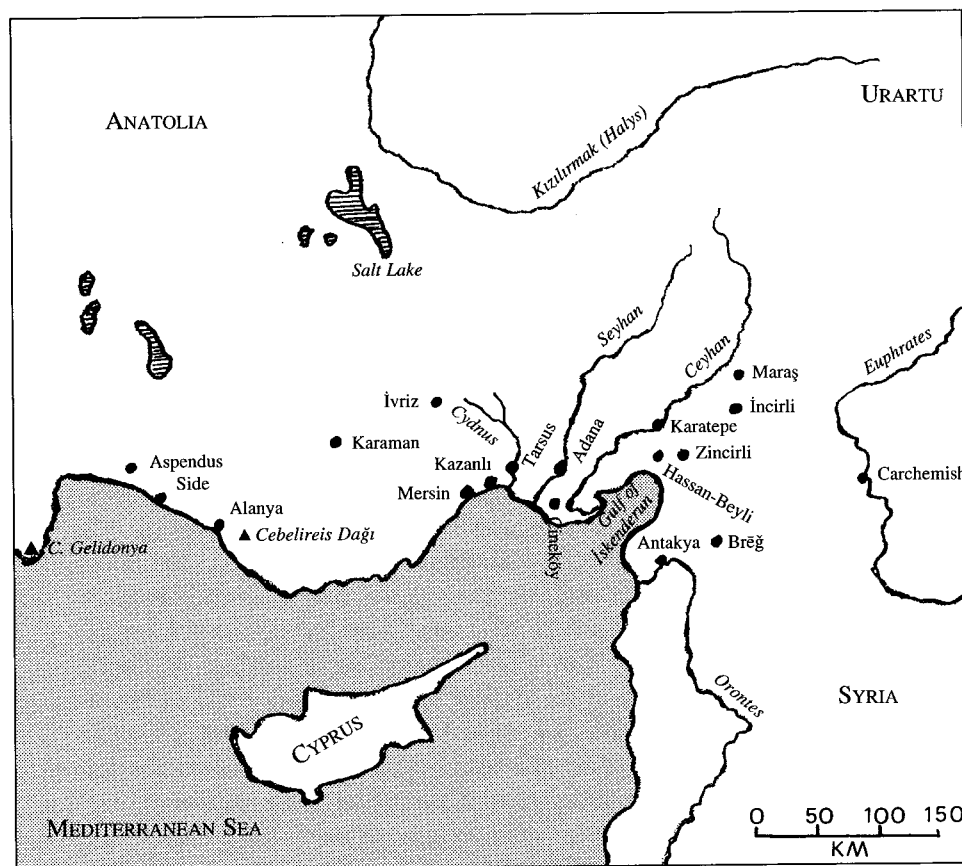 URARTU
ANATOLIA
Kızılırmak (Halys)
Salt Lake
Seyhan
Ceyhan
Euphrates
Maraş
İvriz
İncirli
Cydnus
Karatepe
Karaman
Tarsus
Adana
Zincirli
Aspendus
Kazanlı
Carchemish
Side
Mersin
Hassan-Beyli
Gulf of
İskenderun
Alanya
Cebelireis Dağı
C. Gelidonya
Antakya
Brēğ
Orontes
SYRIA
CYPRUS
MEDITERRANEAN SEA
0 50 100 150
KM